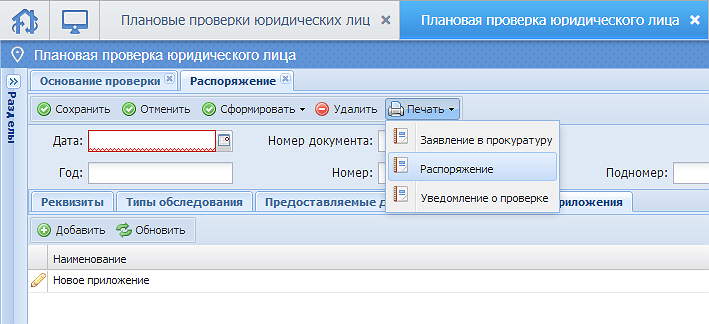 Плановые проверки юридических лиц
Плановая проверка юридического лица
Плановая проверка юридического лица
Разделы
Основание проверки
Распоряжение
Сохранить
Отменить
Сформировать
Удалить
Печать
Дата:
Номер документа:
Заявление в прокуратуру
Распоряжение
Уведомление о проверке
Год:
Номер:
Подномер:
Реквизиты
Типы обследования
Предоставляемые д
приложения
Добавить
Обновить
Наименование
Новое приложение